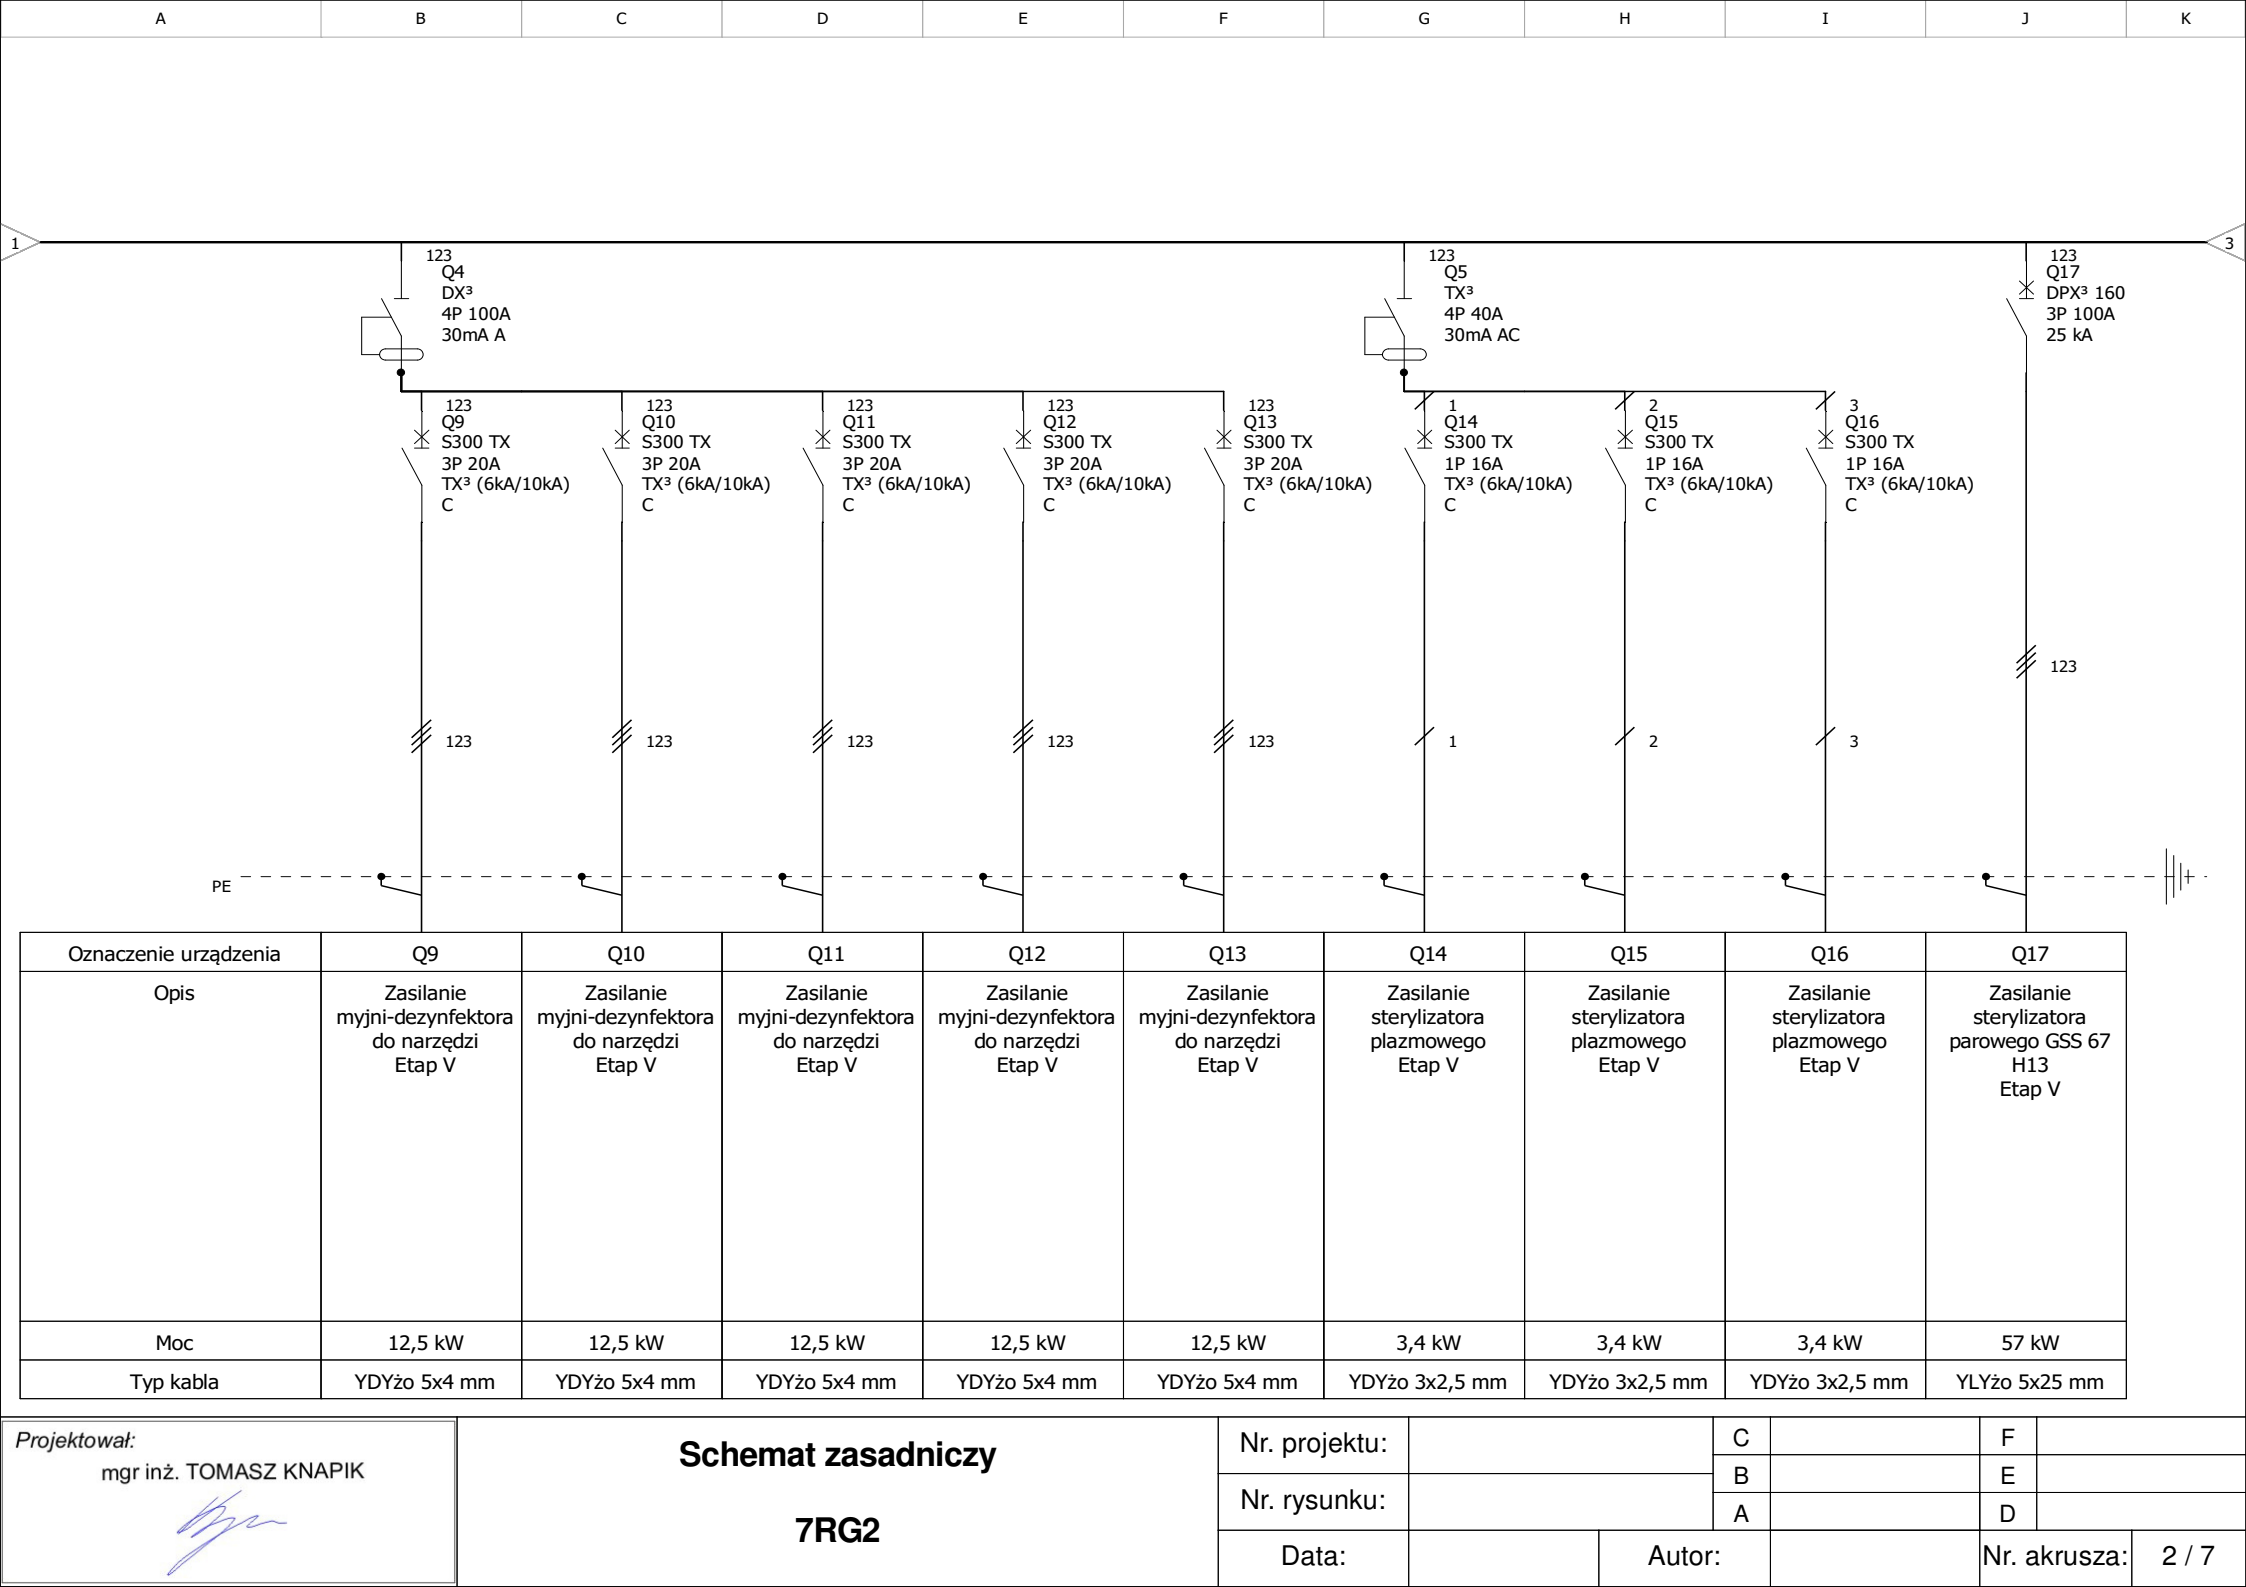 A B C D E F G H I J K
1
3
123
Q4
DX³
4P 100A
30mA A
123
Q5
TX³
4P 40A
30mA AC
123
Q17
DPX³ 160
3P 100A
25 kA
123
Q9
S300 TX
3P 20A
TX³ (6kA/10kA)
C
123
Q10
S300 TX
3P 20A
TX³ (6kA/10kA)
C
123
Q11
S300 TX
3P 20A
TX³ (6kA/10kA)
C
123
Q12
S300 TX
3P 20A
TX³ (6kA/10kA)
C
123
Q13
S300 TX
3P 20A
TX³ (6kA/10kA)
C
1
Q14
S300 TX
1P 16A
TX³ (6kA/10kA)
C
2
Q15
S300 TX
1P 16A
TX³ (6kA/10kA)
C
3
Q16
S300 TX
1P 16A
TX³ (6kA/10kA)
C
123
123 123 123 123 123 1 2 3
PE
Oznaczenie urządzenia Q9 Q10 Q11 Q12 Q13 Q14 Q15 Q16 Q17
Opis
Zasilanie
myjni-dezynfektora
do narzędzi
Etap V
Zasilanie
myjni-dezynfektora
do narzędzi
Etap V
Zasilanie
myjni-dezynfektora
do narzędzi
Etap V
Zasilanie
myjni-dezynfektora
do narzędzi
Etap V
Zasilanie
myjni-dezynfektora
do narzędzi
Etap V
Zasilanie
sterylizatora
plazmowego
Etap V
Zasilanie
sterylizatora
plazmowego
Etap V
Zasilanie
sterylizatora
plazmowego
Etap V
Zasilanie
sterylizatora
parowego GSS 67
H13
Etap V
Moc 12,5 kW 12,5 kW 12,5 kW 12,5 kW 12,5 kW 3,4 kW 3,4 kW 3,4 kW 57 kW
Typ kabla YDYżo 5x4 mm YDYżo 5x4 mm YDYżo 5x4 mm YDYżo 5x4 mm YDYżo 5x4 mm YDYżo 3x2,5 mm YDYżo 3x2,5 mm YDYżo 3x2,5 mm YLYżo 5x25 mm
Projektował:
mgr inż. TOMASZ KNAPIK
Schemat zasadniczy
7RG2
Nr. projektu:
Nr. rysunku:
Data:
Autor:
C
B
A
F
E
D
Nr. akrusza: 2 / 7